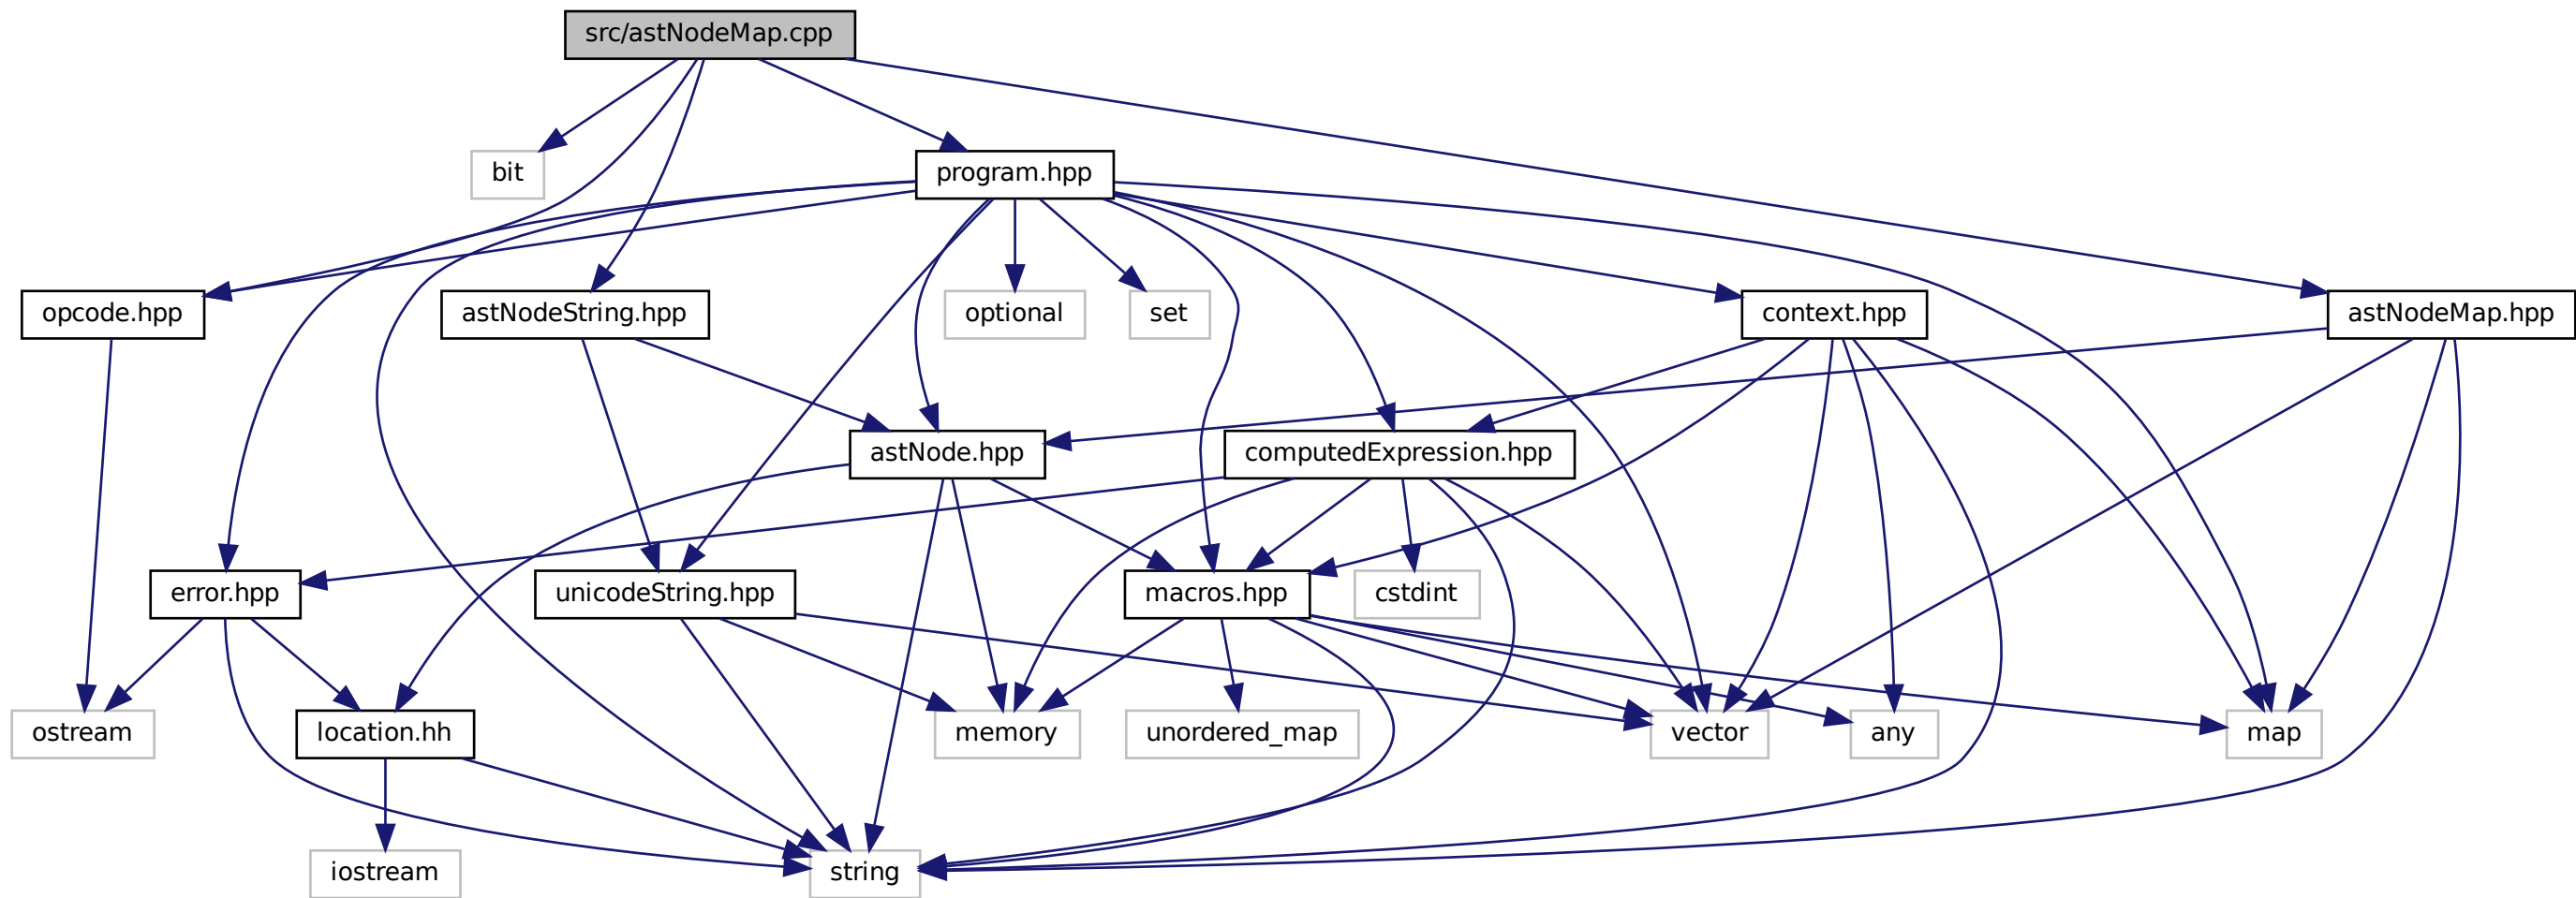 src/astNodeMap.cpp
bit
program.hpp
opcode.hpp
astNodeString.hpp
optional
set
context.hpp
astNodeMap.hpp
astNode.hpp
computedExpression.hpp
error.hpp
unicodeString.hpp
macros.hpp
cstdint
ostream
location.hh
memory
unordered_map
vector
any
map
iostream
string